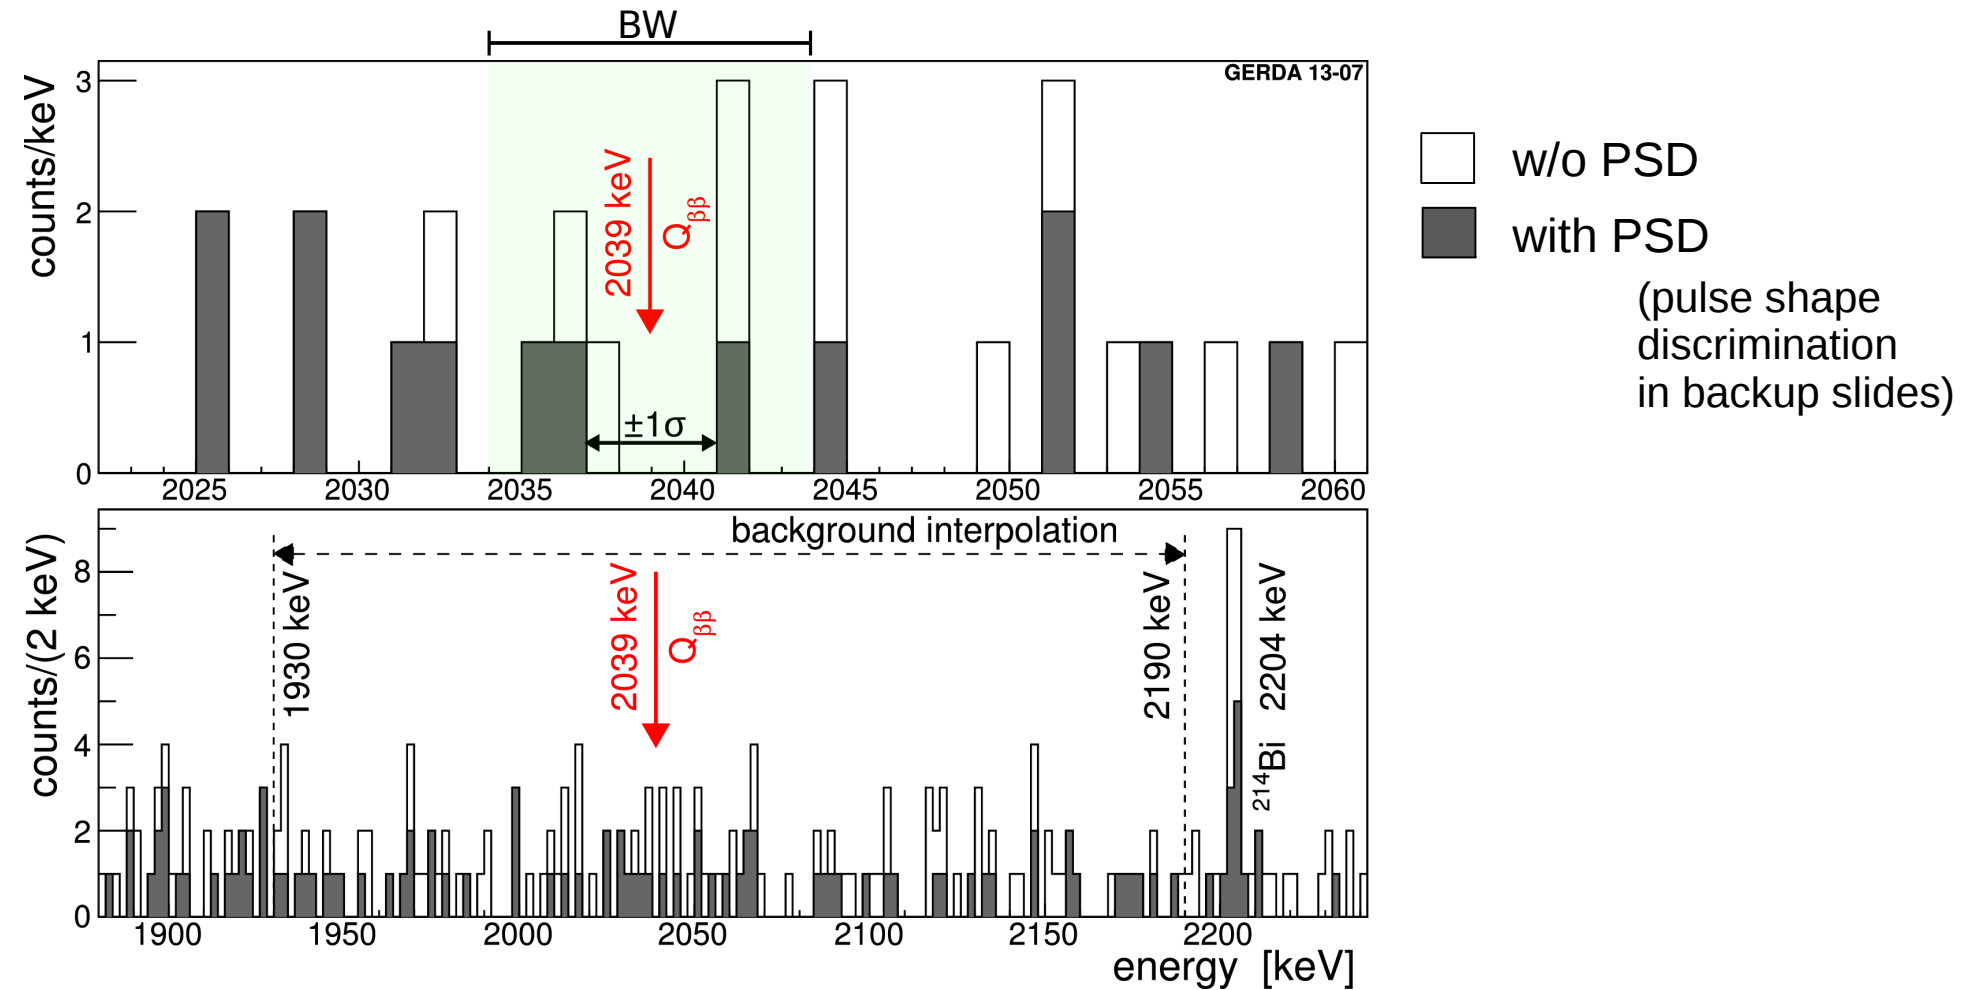 BW
GERDA 13-07
counts/keV
3
2
1
0
2039 keV
Qββ
±1σ
2025 2030 2035 2040 2045 2050 2055 2060
w/o PSD
with PSD
(pulse shape
discrimination
in backup slides)
counts/(2 keV)
8
6
4
2
0
background interpolation
1930 keV
2039 keV
Qββ
2190 keV
²¹⁴Bi 2204 keV
1900 1950 2000 2050 2100 2150 2200
energy [keV]